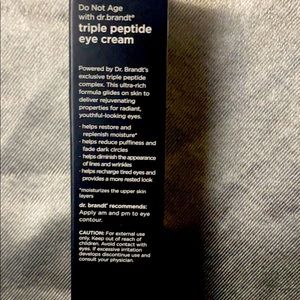 Do Not Age
with dr.brandt®
triple peptide
eye cream
Powered by Dr. Brandt's
exclusive triple peptide
complex. This ultra-rich
formula glides on skin to
deliver rejuvenating
properties for radiant,
youthful-looking eyes.
· helps restore and
replenish moisture*
· helps reduce puffiness and
fade dark circles
· helps diminish the appearance
of lines and wrinkles
· helps recharge tired eyes and
provides a more rested look
*moisturizes the upper skin
layers
dr. brandt® recommends:
Apply am and pm to eye
contour.
CAUTION: For external use
only. Keep out of reach of
children. Avoid contact with
eyes. If excessive irritation
develops discontinue use and
consult your physician.